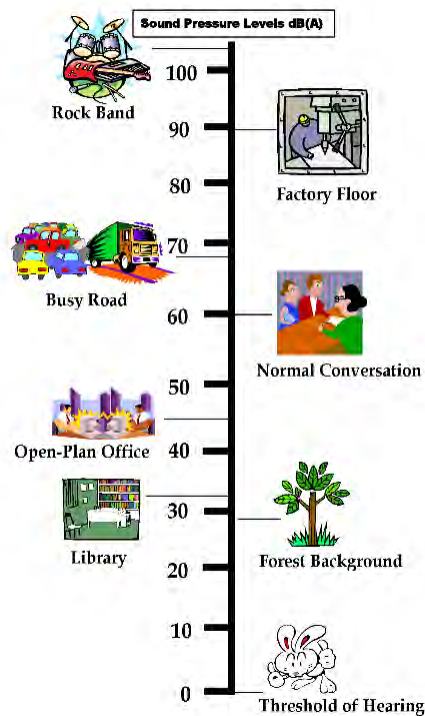 Sound Pressure Levels dB(A)
100
Rock Band
90
Factory Floor
80
70
Busy Road
60
Normal Conversation
50
Open-Plan Office
40
30
Library
Forest Background
20
10
0
Threshold of Hearing